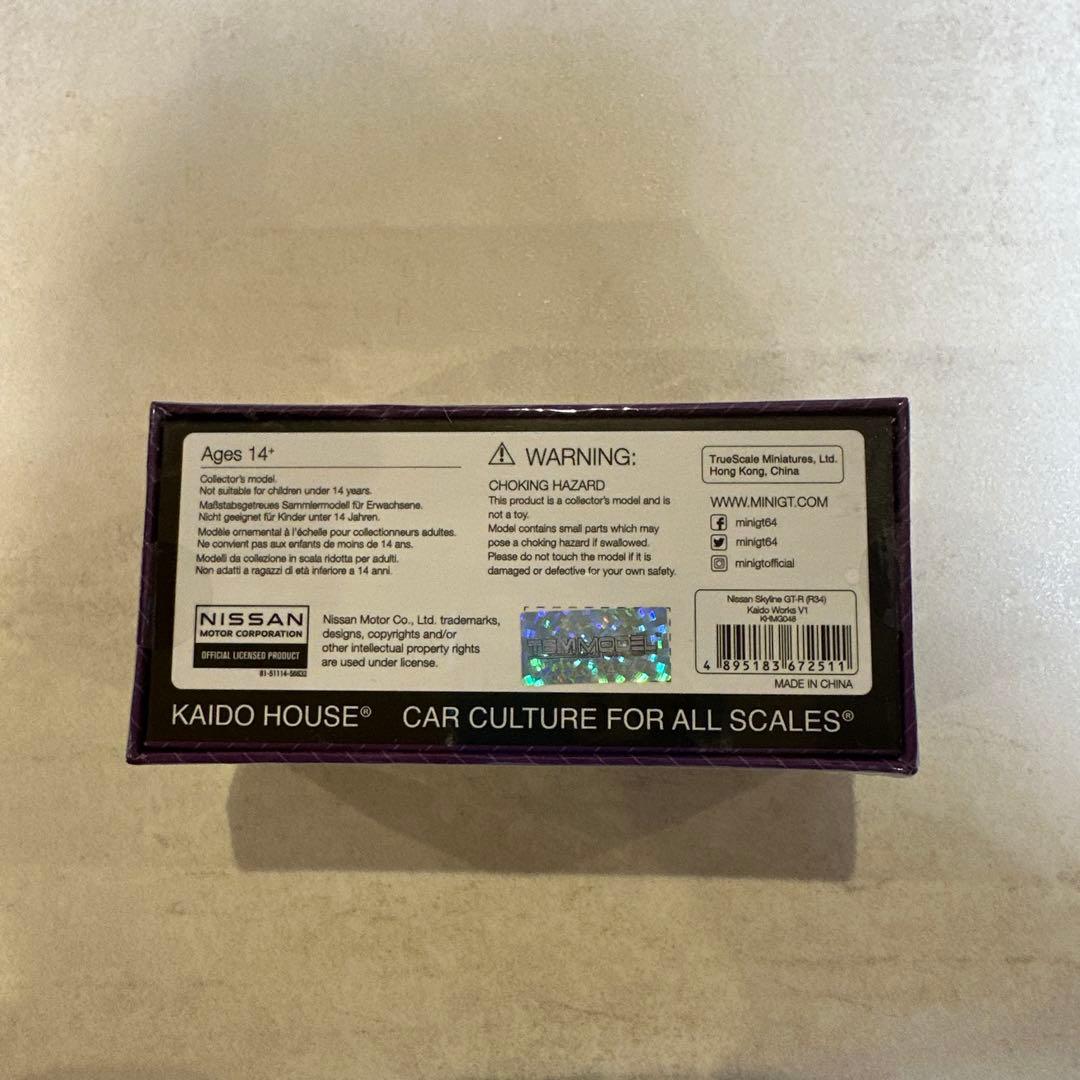 Ages 14+
Collector's model.
Not suitable for children under 14 years.
Maßstabsgetreues Sammlermodell für Erwachsene.
Nicht geeignet für Kinder unter 14 Jahren.
Modèle ornemental à l'échelle pour collectionneurs adultes.
Ne convient pas aux enfants de moins de 14 ans.
Modelli da collezione in scala ridotta per adulti.
Non adatti a ragazzi di età inferiore a 14 anni.
WARNING:
CHOKING HAZARD
This product is a collector's model and is
not a toy.
Model contains small parts which may
pose a choking hazard if swallowed.
Please do not touch the model if it is
damaged or defective for your own safety.
TrueScale Miniatures, Ltd.
Hong Kong, China
WWW.MINIGT.COM
minigt64
minigt64
minigtofficial
NISSAN
MOTOR CORPORATION
OFFICIAL LICENSED PRODUCT
Nissan Motor Co., Ltd. trademarks,
designs, copyrights and/or
other intellectual property rights
are used under license.
TSM MODEL
Nissan Skyline GT-R (R34)
Kaido Works V1
KHMG048
4 895183 672511
MADE IN CHINA
KAIDO HOUSE® CAR CULTURE FOR ALL SCALES®